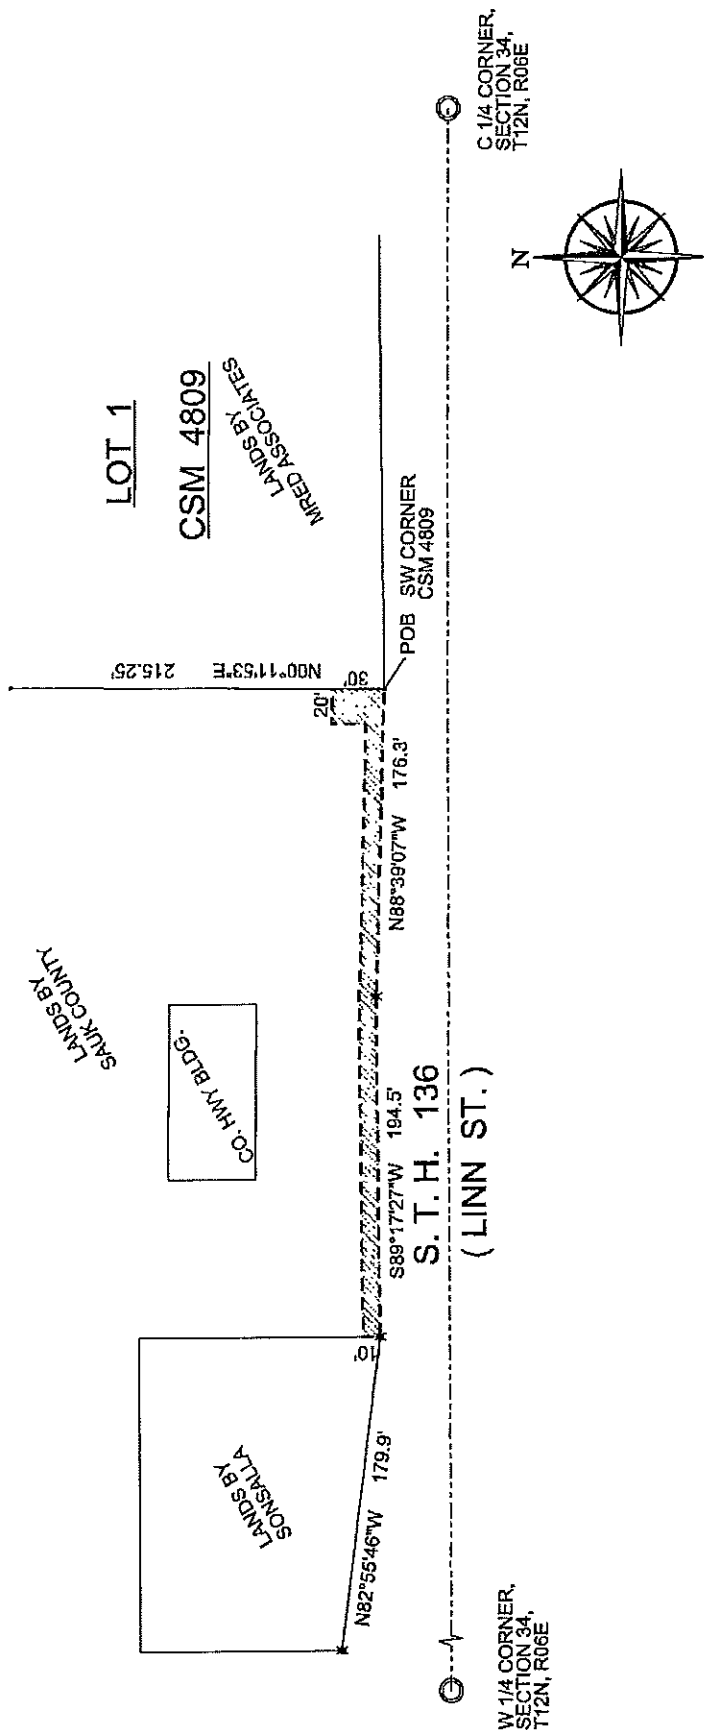 LOT 1
CSM 4809
LANDS BY
MRED ASSOCIATES
LANDS BY
SAUK COUNTY
CO. HWY BLDG.
LANDS BY
SONSALLA
N00°11'53"E 215.25'
20'
30'
10'
N82°55'46"W 179.9'
S89°17'27"W 194.5'
N88°39'07"W 176.3'
POB SW CORNER
CSM 4809
S. T. H. 136
( LINN ST. )
W 1/4 CORNER,
SECTION 34,
T12N, R06E
C 1/4 CORNER,
SECTION 34,
T12N, R06E
N